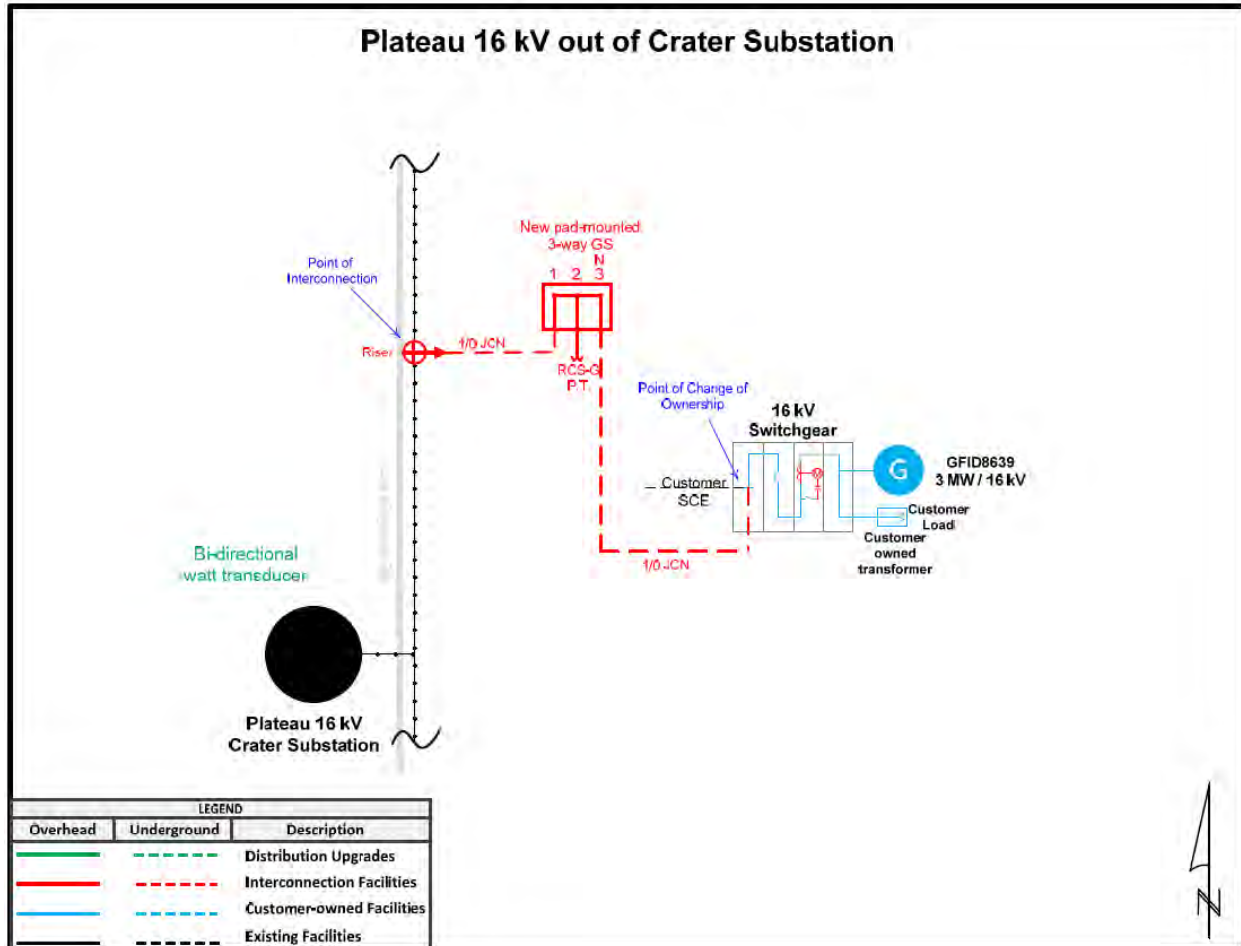 Plateau 16 kV out of Crater Substation
Point of
Interconnection
Riser
1/0 JCN
New pad-mounted
3-way GS
N
1 2 3
RCS-G
P.T.
Point of Change of
Ownership
16 kV
Switchgear
Customer
SCE
G
GFID8639
3 MW / 16 kV
Customer
Load
Customer
owned
transformer
1/0 JCN
Bi-directional
watt transducer
Plateau 16 kV
Crater Substation
LEGEND
Overhead Underground Description
Distribution Upgrades
Interconnection Facilities
Customer-owned Facilities
Existing Facilities
N